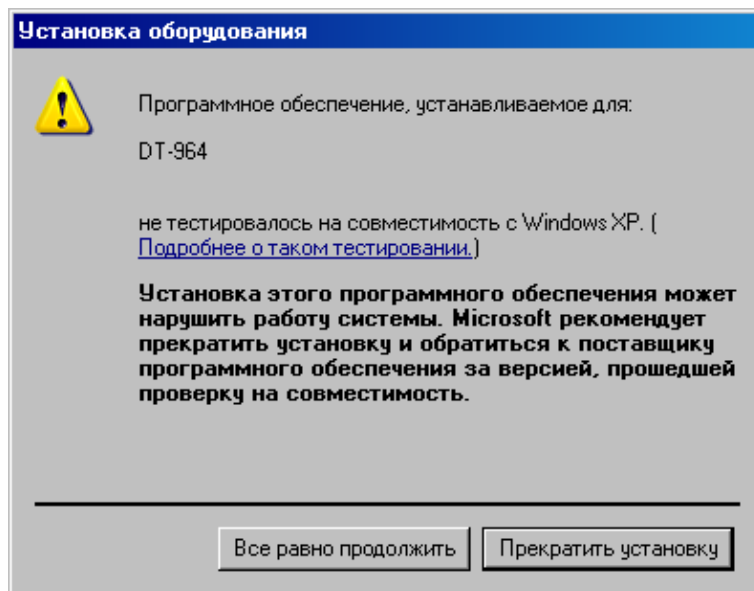 Установка оборудования
Программное обеспечение, устанавливаемое для:
DT-964
не тестировалось на совместимость с Windows XP. (
Подробнее о таком тестировании.)
Установка этого программного обеспечения может
нарушить работу системы. Microsoft рекомендует
прекратить установку и обратиться к поставщику
программного обеспечения за версией, прошедшей
проверку на совместимость.
Все равно продолжить
Прекратить установку